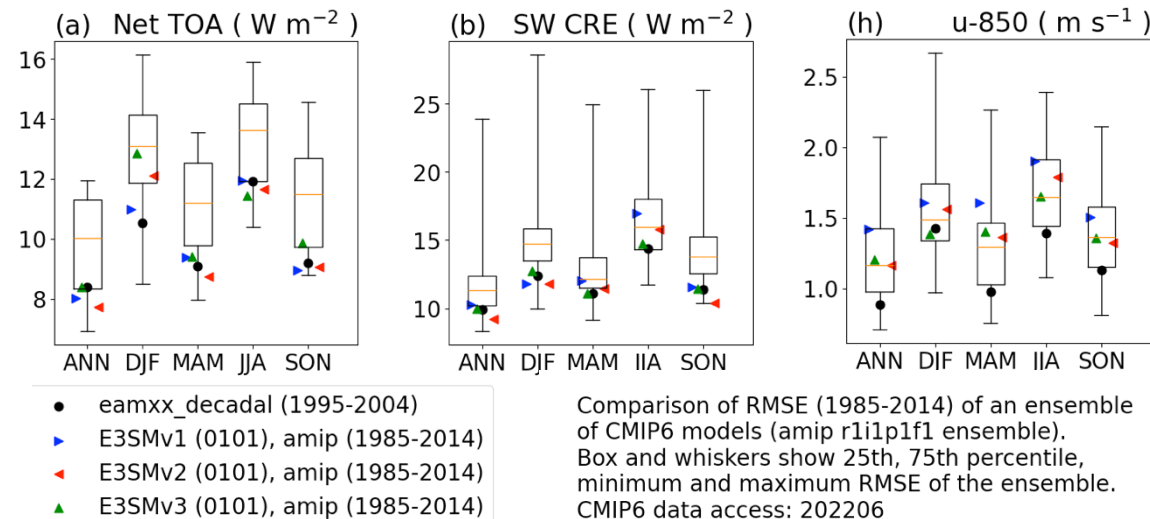 (a) Net TOA ( W m⁻² )
16
14
12
10
8
ANN DJF MAM JJA SON
(b) SW CRE ( W m⁻² )
25
20
15
10
ANN DJF MAM JJA SON
(h) u-850 ( m s⁻¹ )
2.5
2.0
1.5
1.0
ANN DJF MAM JJA SON
eamxx_decadal (1995-2004)
E3SMv1 (0101), amip (1985-2014)
E3SMv2 (0101), amip (1985-2014)
E3SMv3 (0101), amip (1985-2014)
Comparison of RMSE (1985-2014) of an ensemble
of CMIP6 models (amip r1i1p1f1 ensemble).
Box and whiskers show 25th, 75th percentile,
minimum and maximum RMSE of the ensemble.
CMIP6 data access: 202206